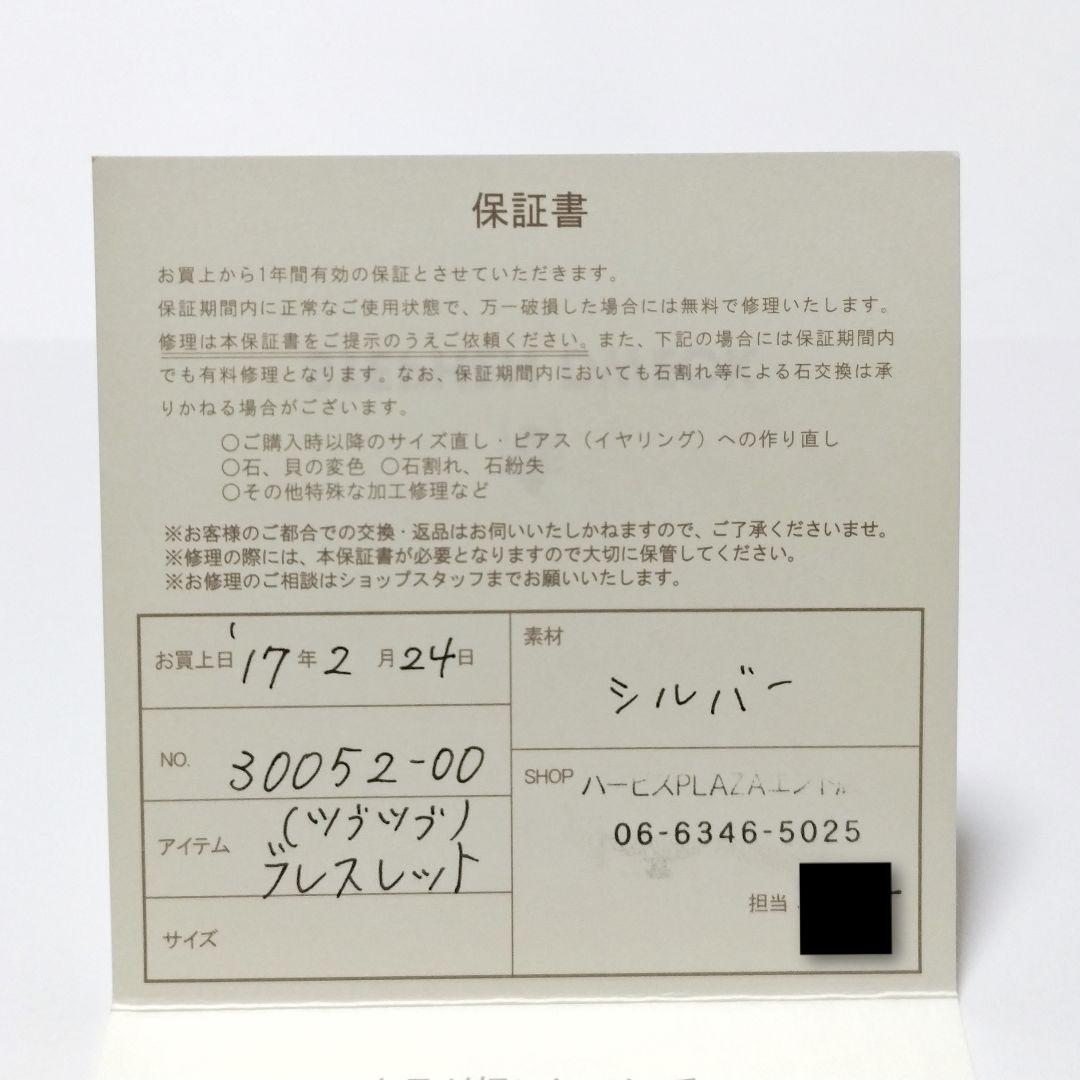 保証書
お買上から1年間有効の保証とさせていただきます。
保証期間内に正常なご使用状態で、万一破損した場合には無料で修理いたします。
修理は本保証書をご提示のうえご依頼ください。また、下記の場合には保証期間内
でも有料修理となります。なお、保証期間内においても石割れ等による石交換は承
りかねる場合がございます。
○ご購入時以降のサイズ直し・ピアス（イヤリング）への作り直し
○石、貝の変色 ○石割れ、石紛失
○その他特殊な加工修理など
※お客様のご都合での交換・返品はお伺いいたしかねますので、ご了承くださいませ。
※修理の際には、本保証書が必要となりますので大切に保管してください。
※お修理のご相談はショップスタッフまでお願いいたします。
お買上日 '17年2月24日
素材
シルバー
NO. 30052-00
SHOP ハービスPLAZAエント
06-6346-5025
アイテム (ツブツブ)
ブレスレット
担当
サイズ